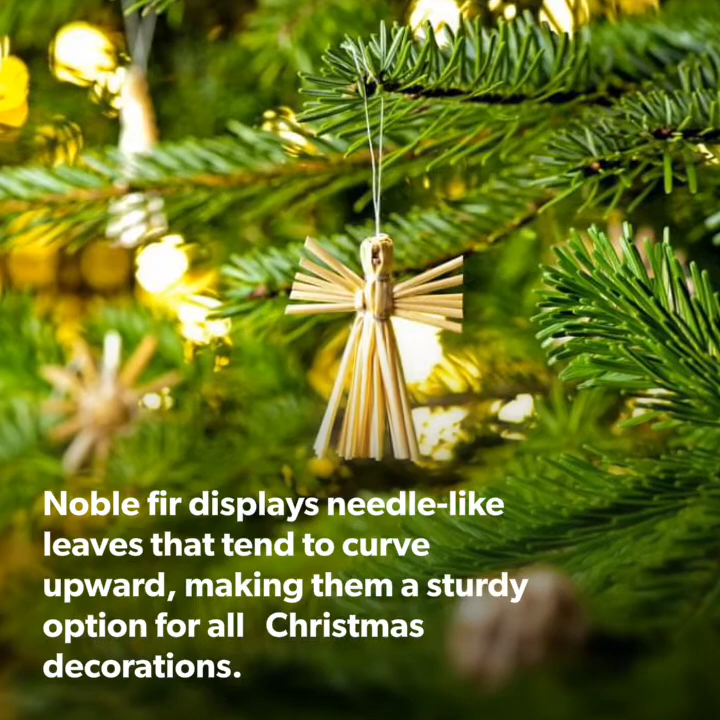 Noble fir displays needle-like
leaves that tend to curve
upward, making them a sturdy
option for all   Christmas
decorations.